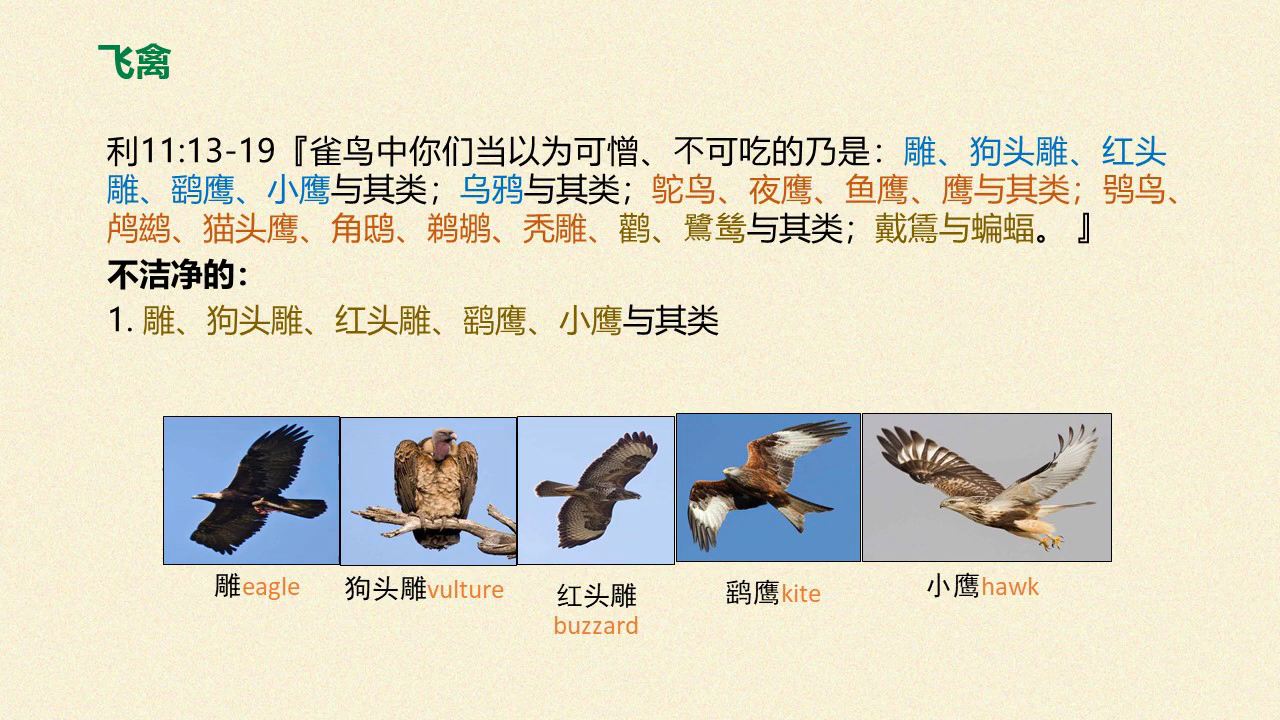 飞禽
利11:13-19『雀鸟中你们当以为可憎、不可吃的乃是：雕、狗头雕、红头
雕、鹞鹰、小鹰与其类；乌鸦与其类；鸵鸟、夜鹰、鱼鹰、鹰与其类；鸮鸟、
鸬鹚、猫头鹰、角鸱、鹈鹕、秃雕、鹳、鷺鸶与其类；戴鵀与蝙蝠。』
不洁净的：
1. 雕、狗头雕、红头雕、鹞鹰、小鹰与其类
雕eagle
狗头雕vulture
红头雕
buzzard
鹞鹰kite
小鹰hawk